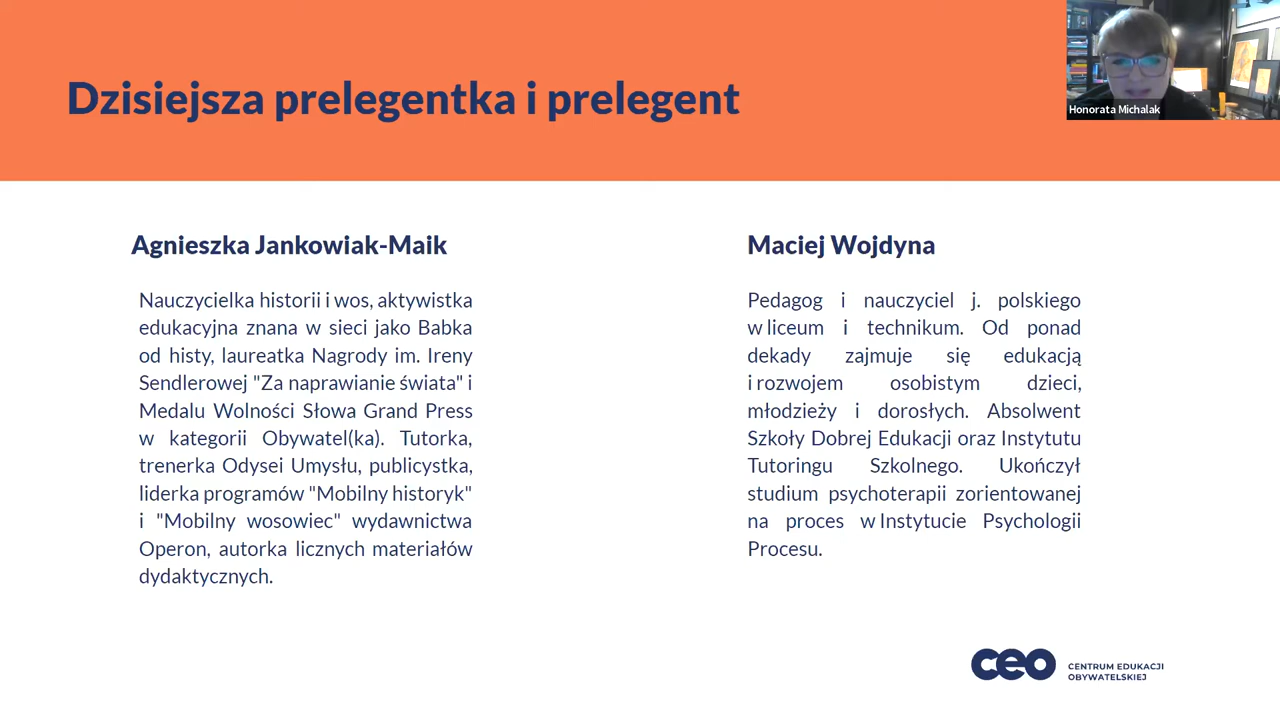 Dzisiejsza prelegentka i prelegent
Honorata Michalak
Agnieszka Jankowiak-Maik
Nauczycielka historii i wos, aktywistka
edukacyjna znana w sieci jako Babka
od histy, laureatka Nagrody im. Ireny
Sendlerowej "Za naprawianie świata" i
Medalu Wolności Słowa Grand Press
w kategorii Obywatel(ka). Tutorka,
trenerka Odysei Umysłu, publicystka,
liderka programów "Mobilny historyk"
i "Mobilny wosowiec" wydawnictwa
Operon, autorka licznych materiałów
dydaktycznych.
Maciej Wojdyna
Pedagog i nauczyciel j. polskiego
w liceum i technikum. Od ponad
dekady zajmuje się edukacją
i rozwojem osobistym dzieci,
młodzieży i dorosłych. Absolwent
Szkoły Dobrej Edukacji oraz Instytutu
Tutoringu Szkolnego. Ukończył
studium psychoterapii zorientowanej
na proces w Instytucie Psychologii
Procesu.
ceo
CENTRUM EDUKACJI
OBYWATELSKIEJ